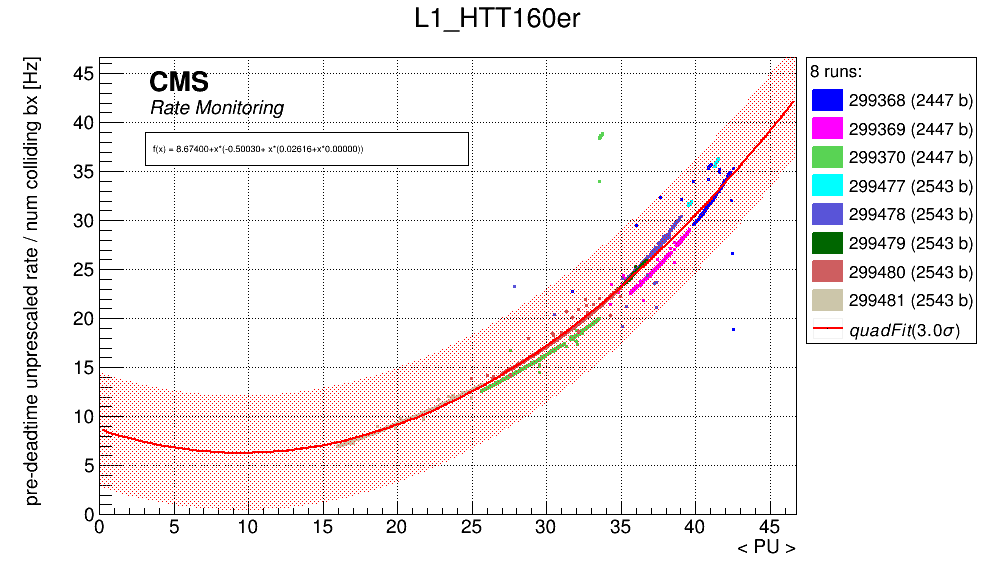 L1_HTT160er
pre-deadtime unprescaled rate / num colliding bx [Hz]
45
40
35
30
25
20
15
10
5
0
CMS
Rate Monitoring
f(x) = 8.67400+x*(-0.50030+ x*(0.02616+x*0.00000))
0 5 10 15 20 25 30 35 40 45
< PU >
8 runs:
299368 (2447 b)
299369 (2447 b)
299370 (2447 b)
299477 (2543 b)
299478 (2543 b)
299479 (2543 b)
299480 (2543 b)
299481 (2543 b)
quadFit(3.0σ)